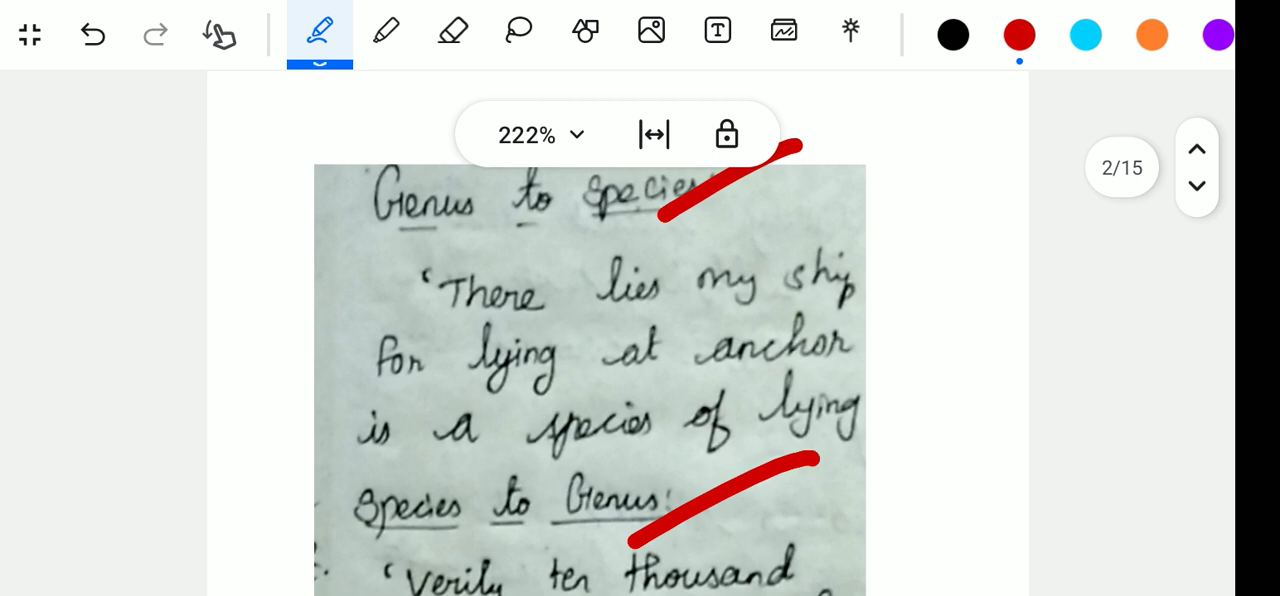 222%
2/15
Genus to species
'There lies my ship
for lying at anchor
is a species of lying
Species to Genus:
'Verily ten thousand